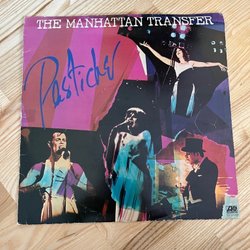 THE MANHATTAN TRANSFER
Pastiche